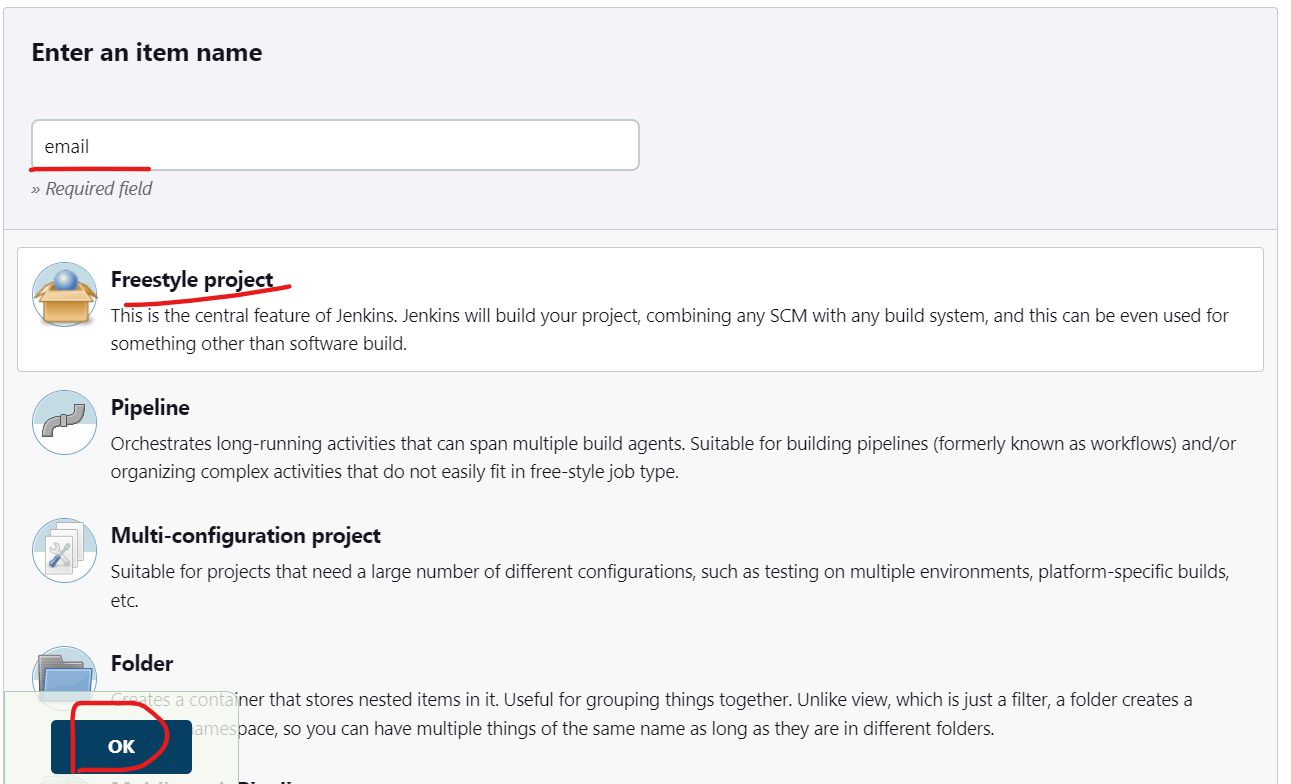 Enter an item name
email
» Required field
Freestyle project
This is the central feature of Jenkins. Jenkins will build your project, combining any SCM with any build system, and this can be even used for
something other than software build.
Pipeline
Orchestrates long-running activities that can span multiple build agents. Suitable for building pipelines (formerly known as workflows) and/or
organizing complex activities that do not easily fit in free-style job type.
Multi-configuration project
Suitable for projects that need a large number of different configurations, such as testing on multiple environments, platform-specific builds,
etc.
Folder
Creates a container that stores nested items in it. Useful for grouping things together. Unlike view, which is just a filter, a folder creates a
so you can have multiple things of the same name as long as they are in different folders.
OK